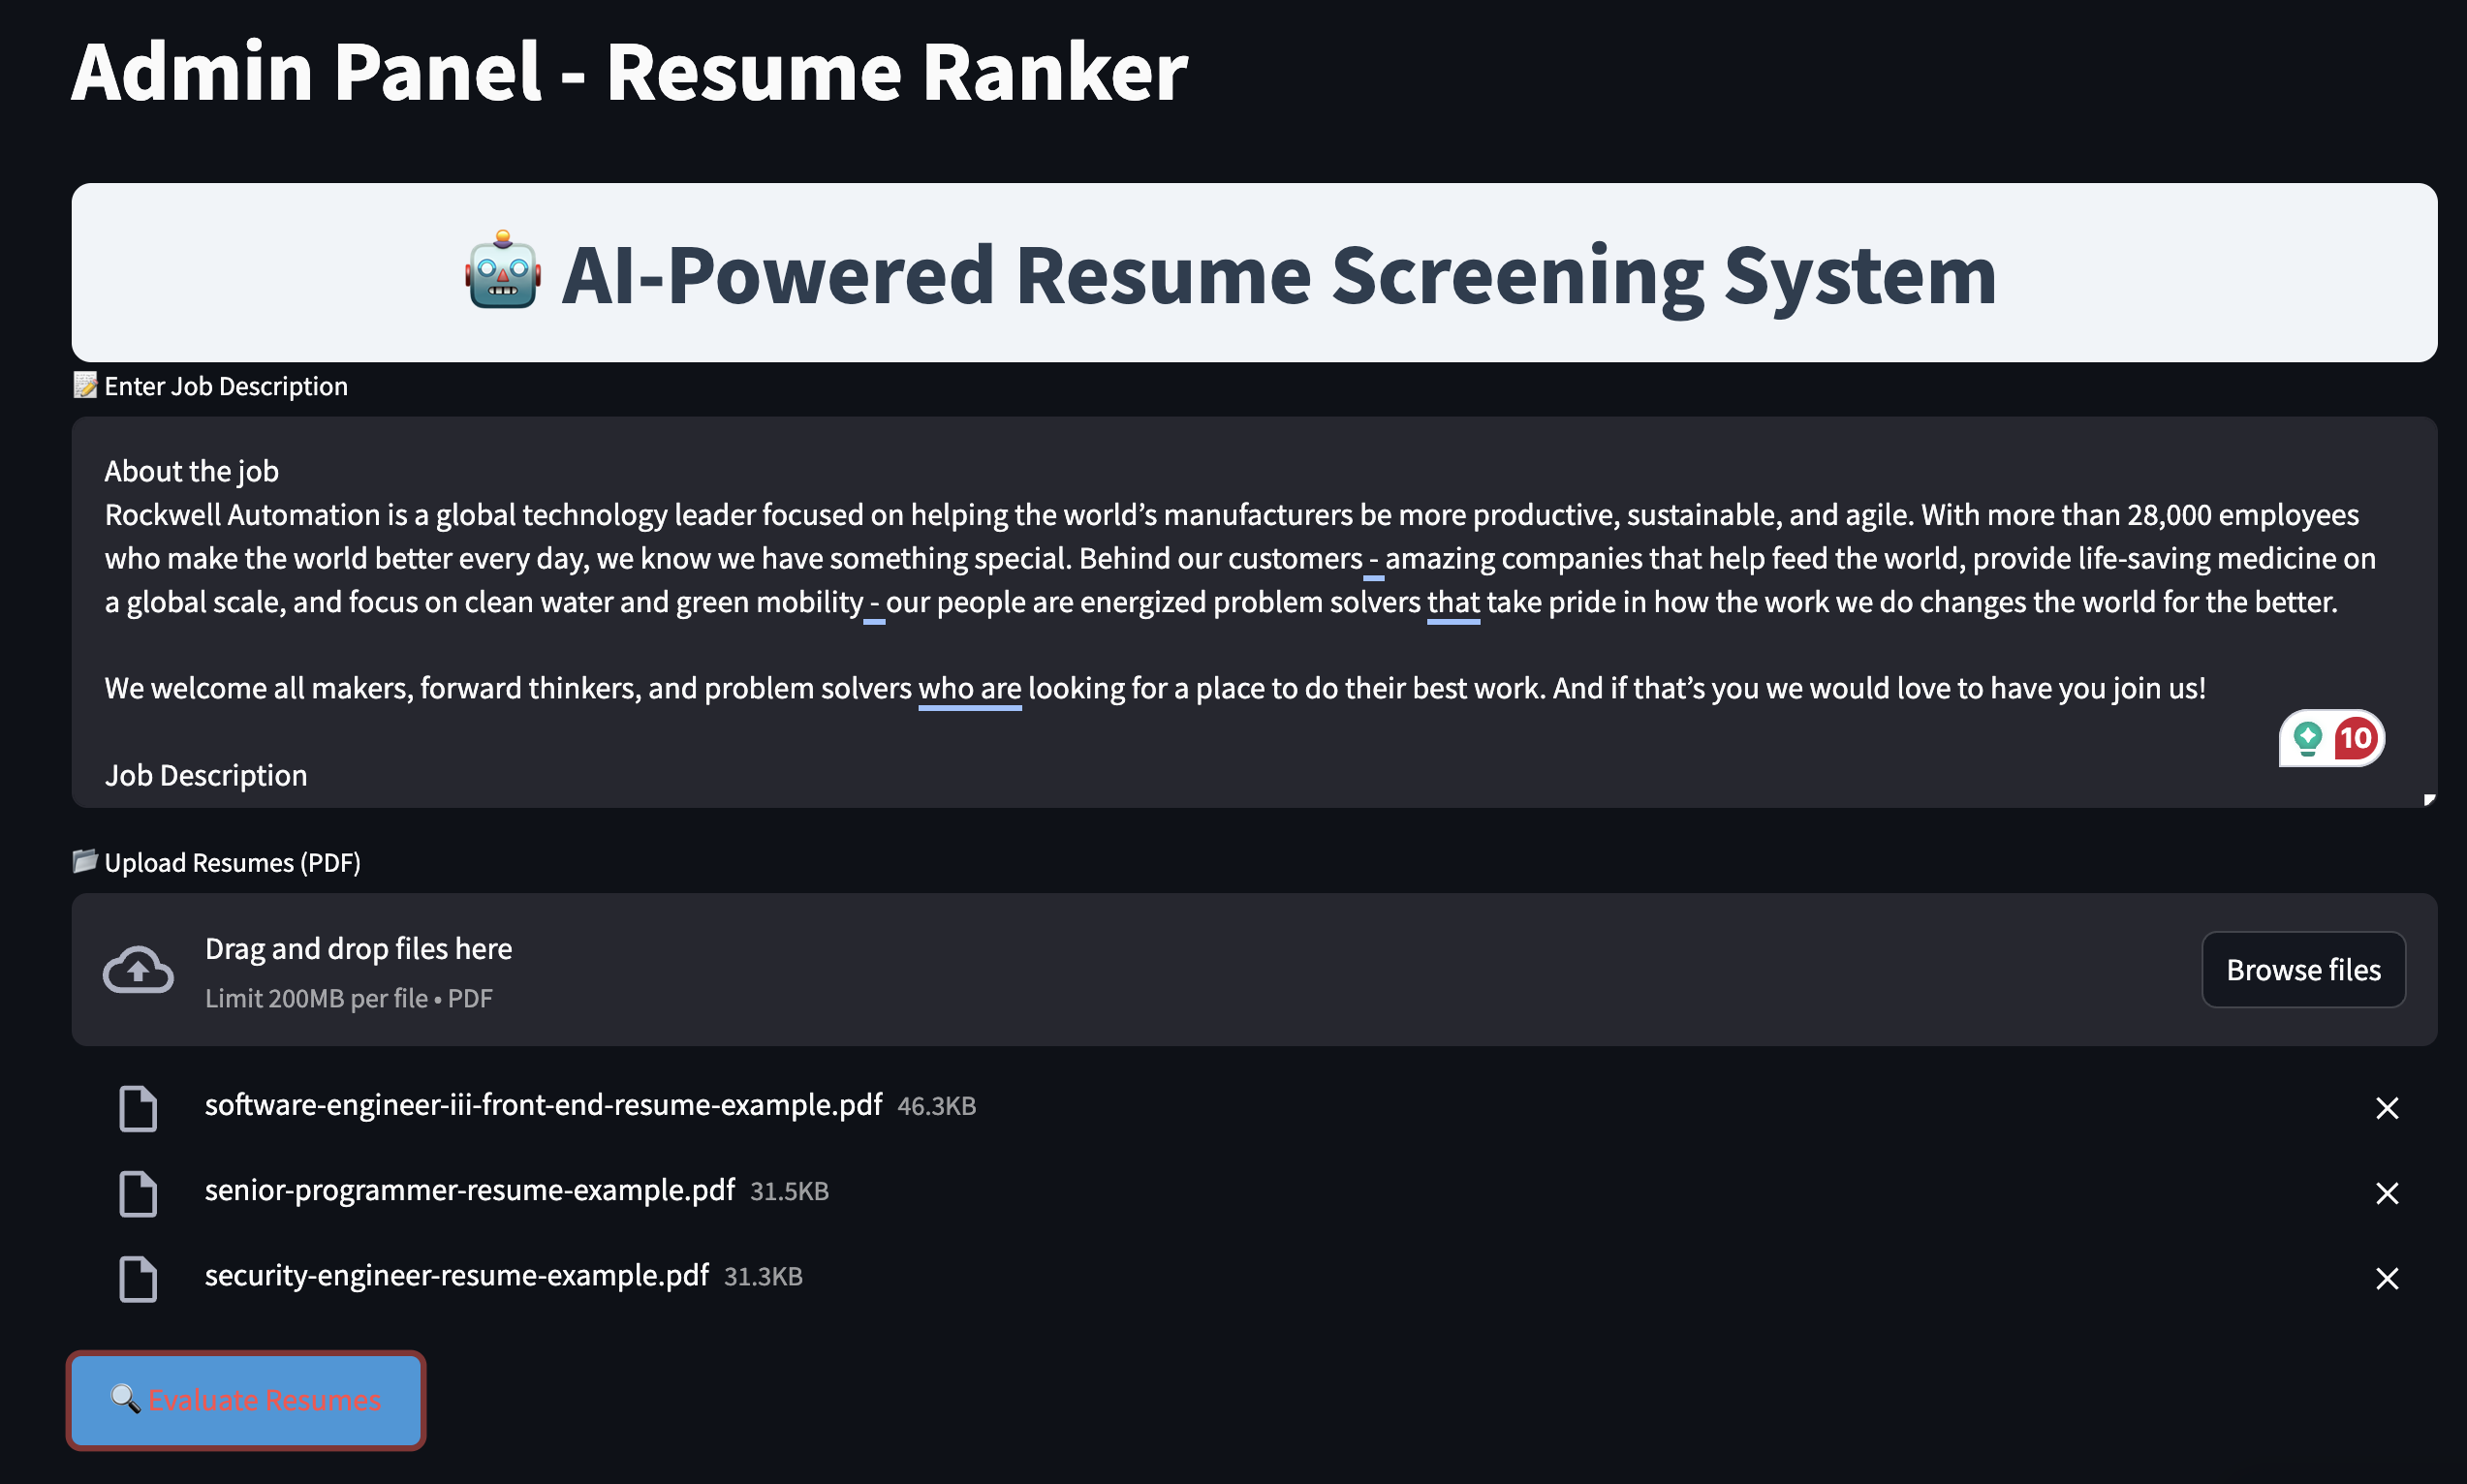 Admin Panel - Resume Ranker
AI-Powered Resume Screening System
Enter Job Description
About the job
Rockwell Automation is a global technology leader focused on helping the world’s manufacturers be more productive, sustainable, and agile. With more than 28,000 employees
who make the world better every day, we know we have something special. Behind our customers - amazing companies that help feed the world, provide life-saving medicine on
a global scale, and focus on clean water and green mobility - our people are energized problem solvers that take pride in how the work we do changes the world for the better.
We welcome all makers, forward thinkers, and problem solvers who are looking for a place to do their best work. And if that’s you we would love to have you join us!
10
Job Description
Upload Resumes (PDF)
Drag and drop files here
Limit 200MB per file • PDF
Browse files
software-engineer-iii-front-end-resume-example.pdf 46.3KB
senior-programmer-resume-example.pdf 31.5KB
security-engineer-resume-example.pdf 31.3KB
Evaluate Resumes